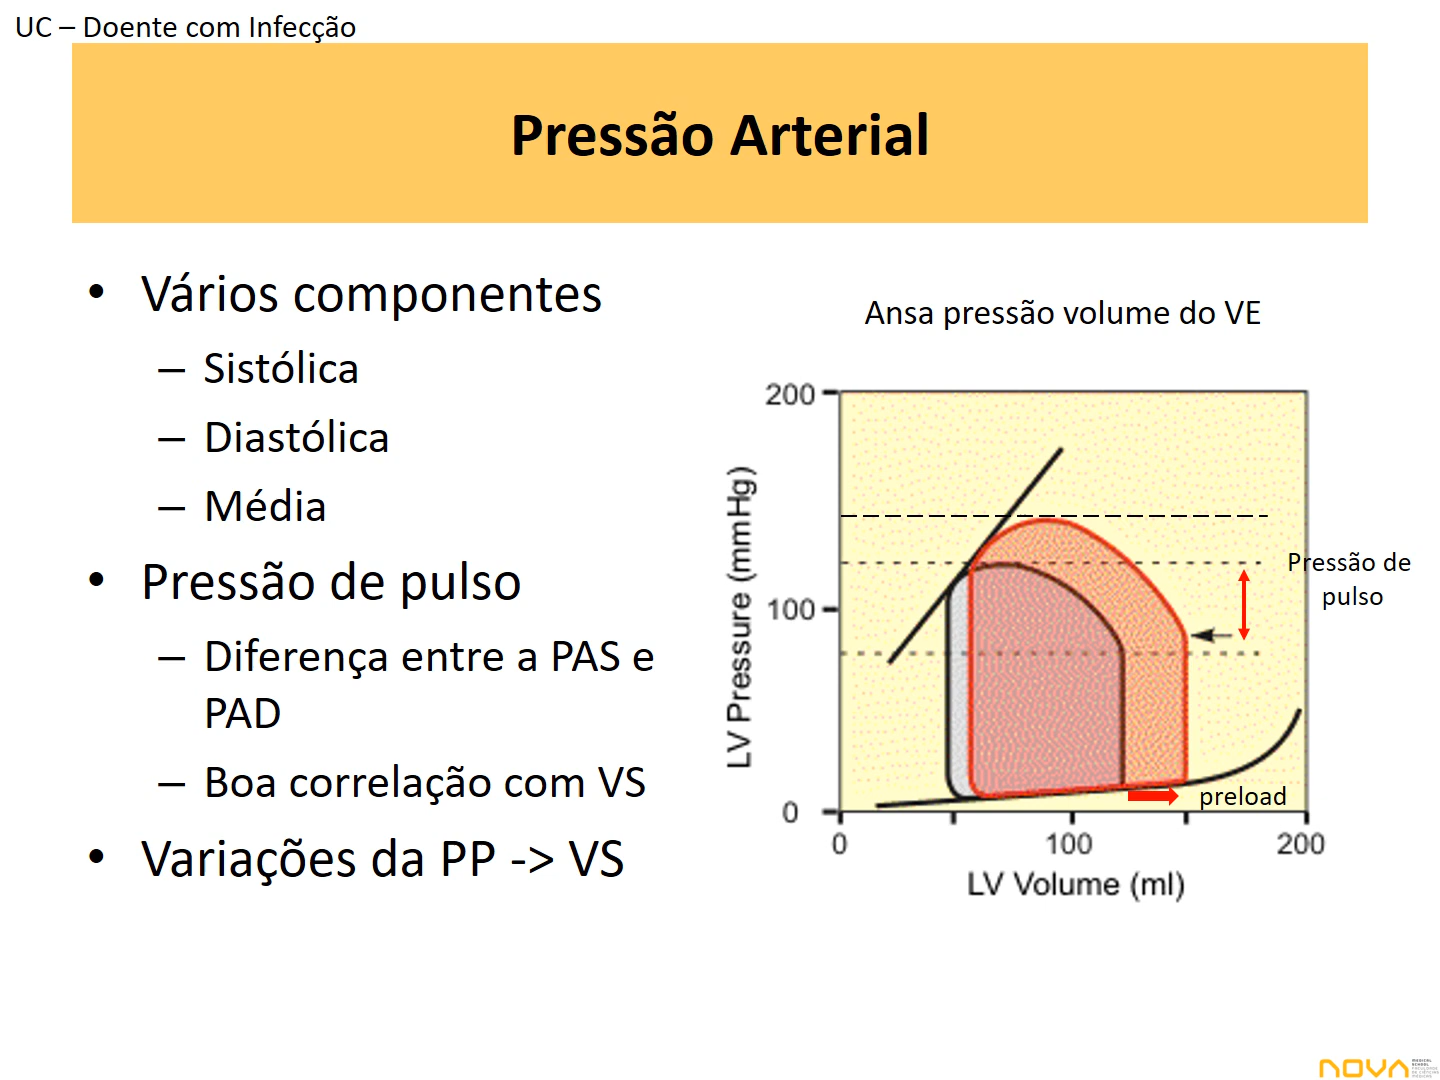 UC – Doente com Infecção
Pressão Arterial
• Vários componentes
– Sistólica
– Diastólica
– Média
• Pressão de pulso
– Diferença entre a PAS e
PAD
– Boa correlação com VS
• Variações da PP -> VS
Ansa pressão volume do VE
200
100
0
LV Pressure (mmHg)
Pressão de
pulso
preload
0
100
200
LV Volume (ml)
NOVA
MEDICAL
SCHOOL